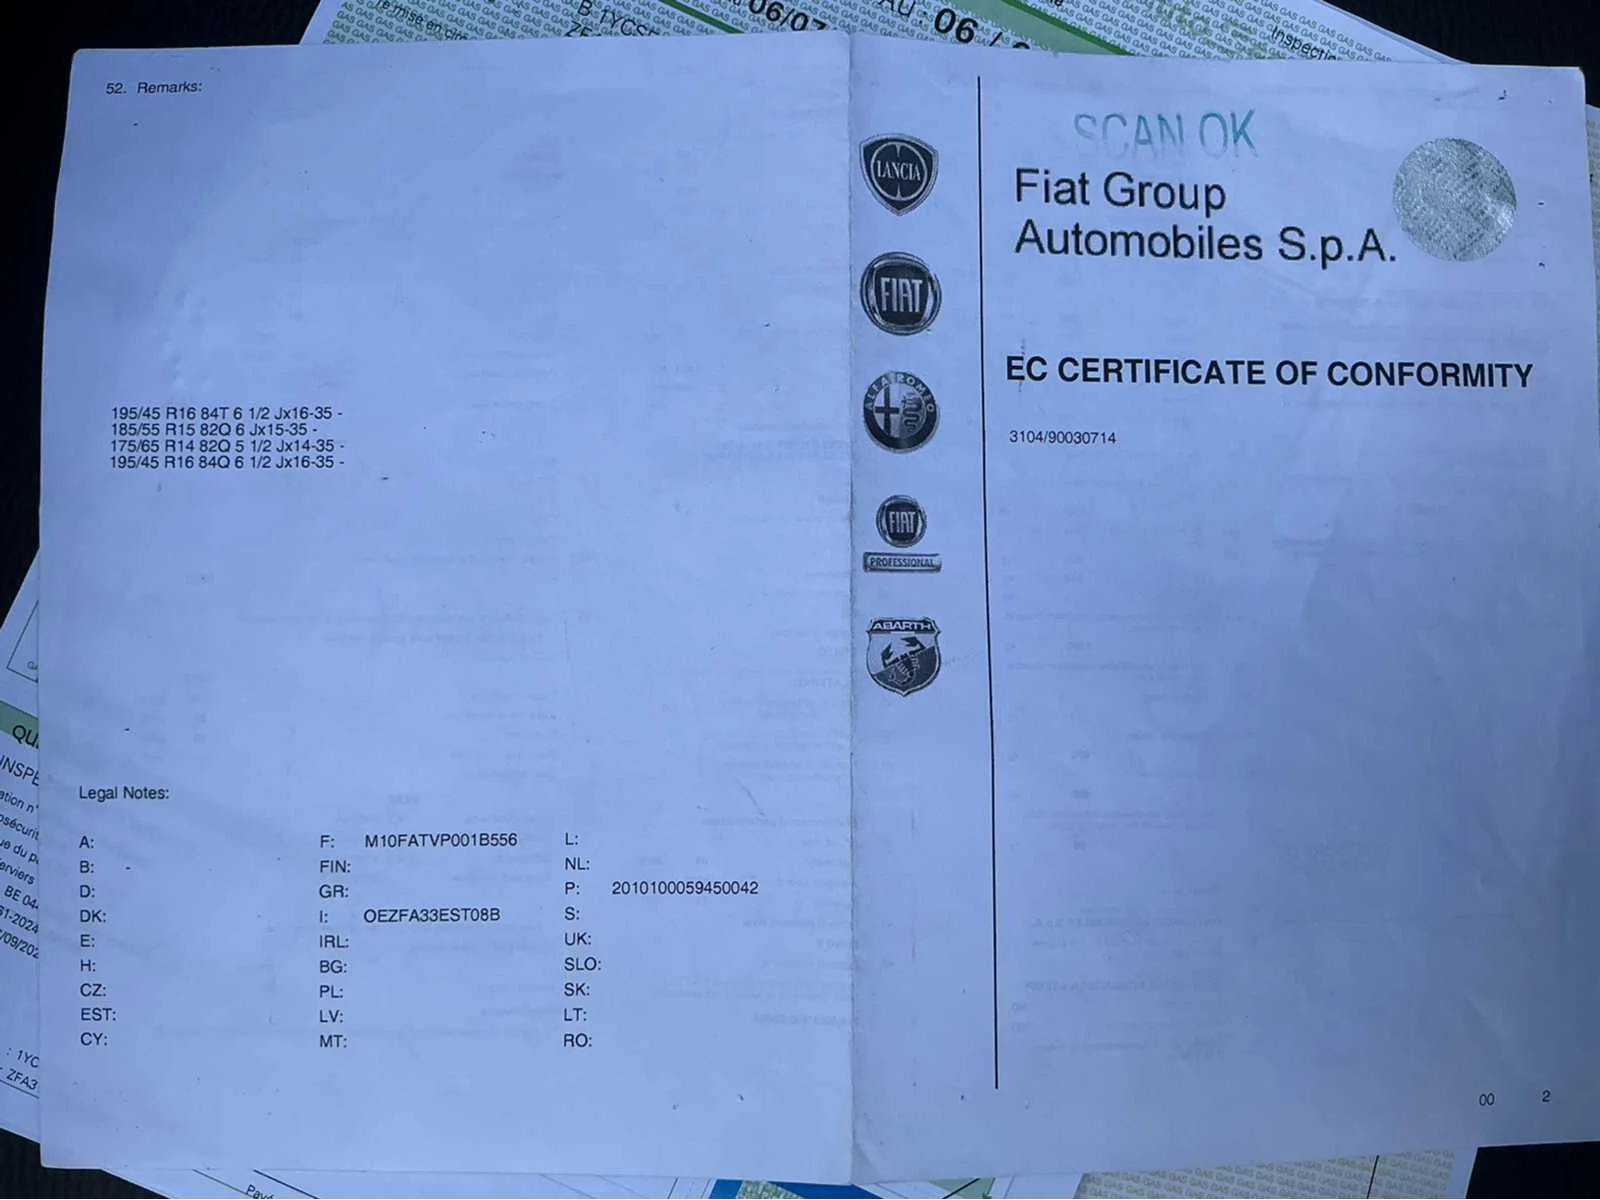 52. Remarks:
195/45 R16 84T 6 1/2 Jx16-35 -
185/55 R15 82Q 6 Jx15-35 -
175/65 R14 82Q 5 1/2 Jx14-35 -
195/45 R16 84Q 6 1/2 Jx16-35 -
Legal Notes:
A:
B: -
D:
DK:
E:
H:
CZ:
EST:
CY:
F: M10FATVP001B556
FIN:
GR:
I: OEZFA33EST08B
IRL:
BG:
PL:
LV:
MT:
L:
NL:
P: 2010100059450042
S:
UK:
SLO:
SK:
LT:
RO:
LANCIA
FIAT
ALFA ROMEO
FIAT
PROFESSIONAL
ABARTH
SCAN OK
Fiat Group
Automobiles S.p.A.
EC CERTIFICATE OF CONFORMITY
3104/90030714
00 2